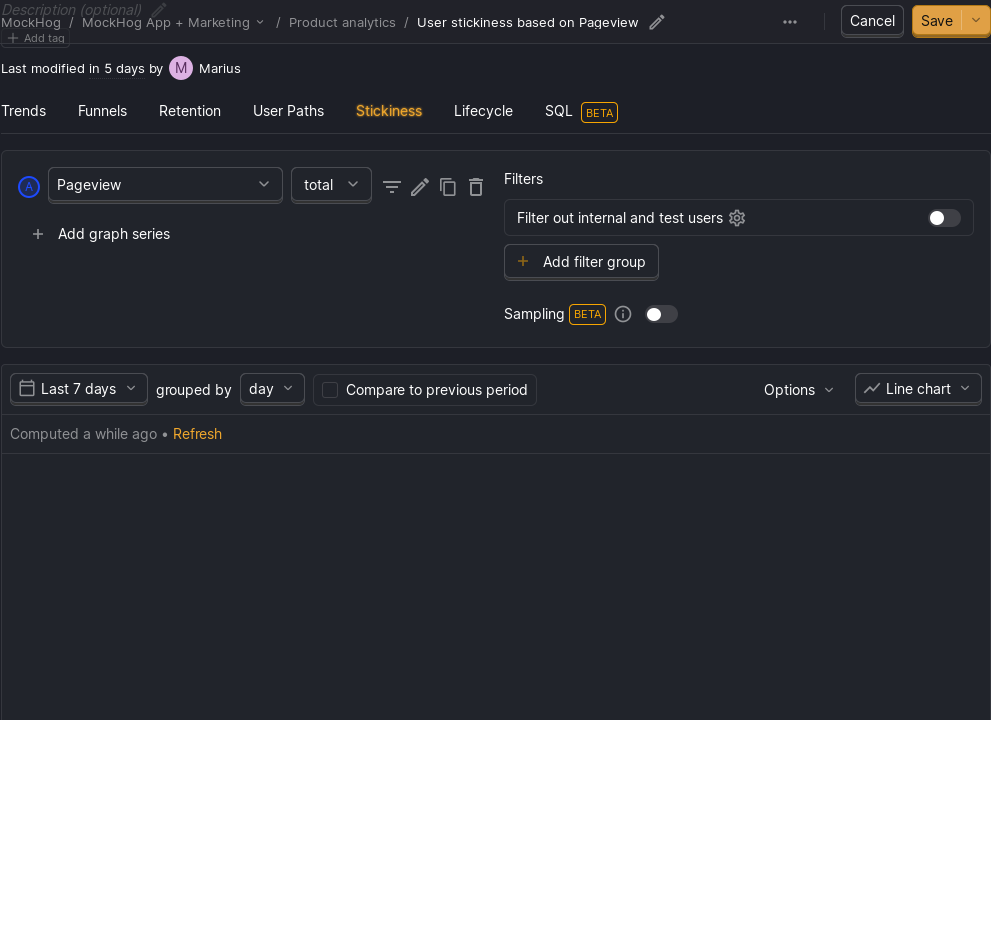 Description (optional)
MockHog / MockHog App + Marketing / Product analytics / User stickiness based on Pageview
Cancel
Save
Add tag
Last modified in 5 days by M Marius
Trends Funnels Retention User Paths Stickiness Lifecycle SQL BETA
A Pageview total
Add graph series
Filters
Filter out internal and test users
+ Add filter group
Sampling BETA
Last 7 days grouped by day Compare to previous period Options Line chart
Computed a while ago • Refresh